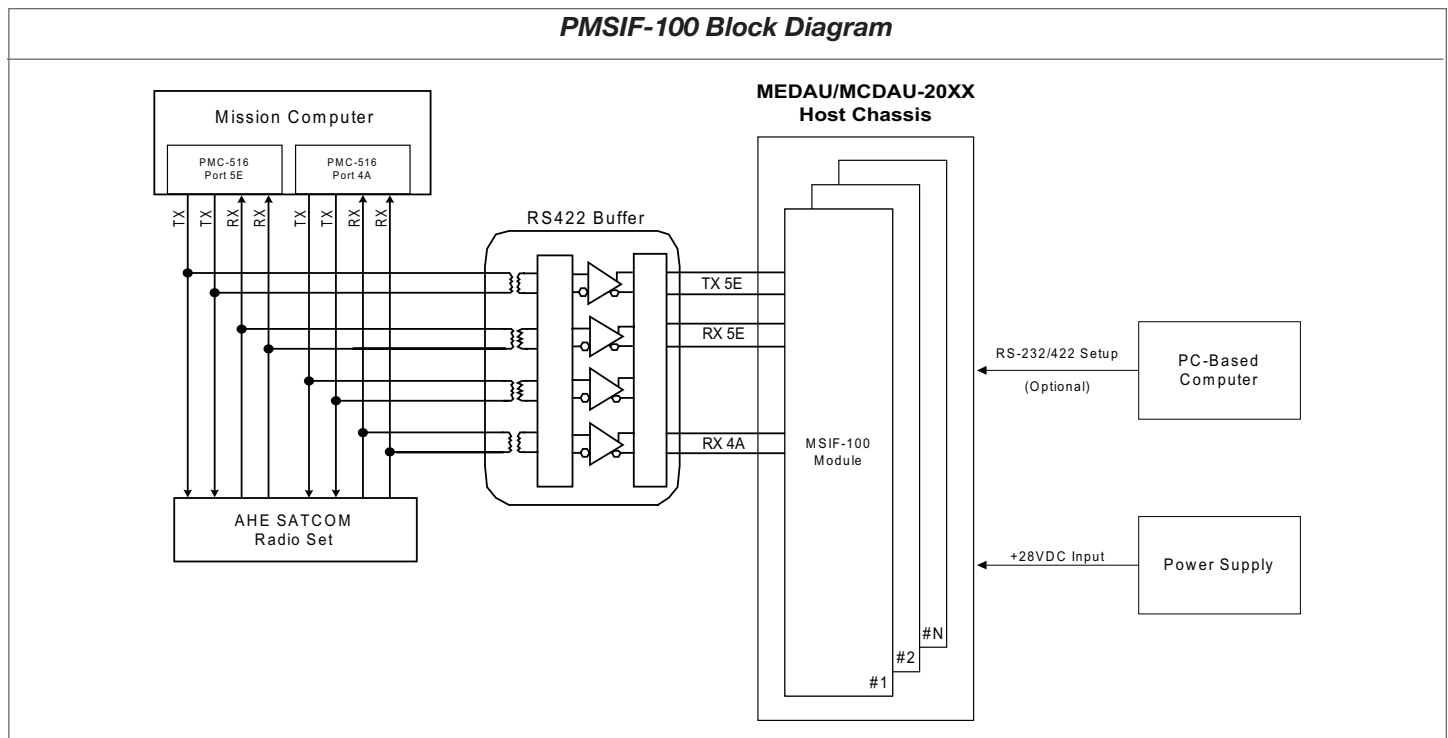 PMSIF-100 Block Diagram
MEDAU/MCDAU-20XX
Host Chassis
Mission Computer
PMC-516
Port 5E
PMC-516
Port 4A
TX
TX
RX
RX
TX
TX
RX
RX
RS422 Buffer
TX 5E
RX 5E
RX 4A
AHE SATCOM
Radio Set
MSIF-100
Module
#1
#2
#N
RS-232/422 Setup
(Optional)
PC-Based
Computer
+28VDC Input
Power Supply